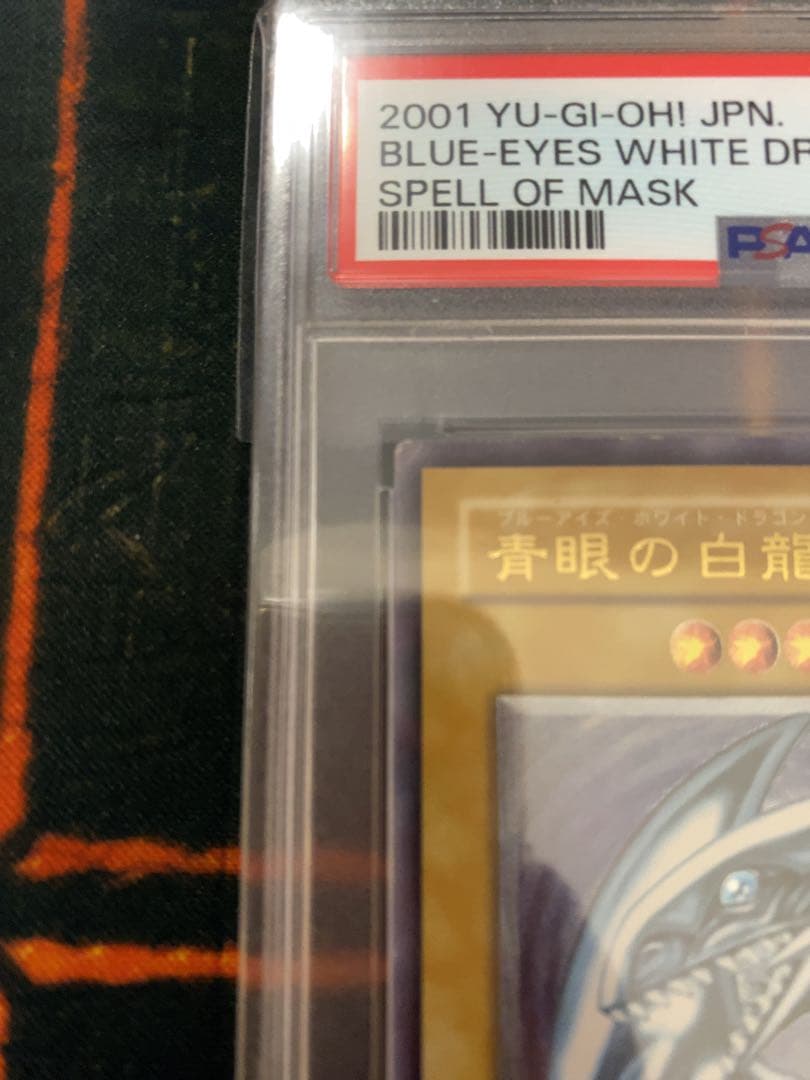 2001 YU-GI-OH! JPN.
BLUE-EYES WHITE DR
SPELL OF MASK
PSA
ブルーアイズ・ホワイト・ドラゴン
青眼の白龍